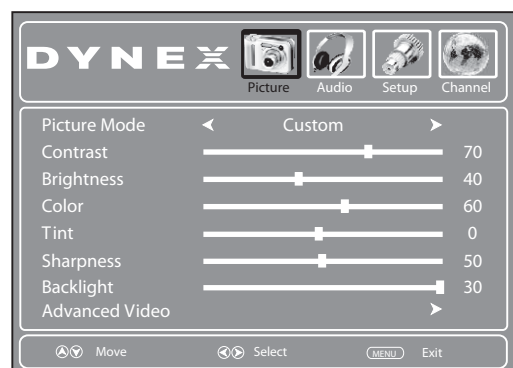 DYNEX
Picture Audio Setup Channel
Picture Mode Custom
Contrast 70
Brightness 40
Color 60
Tint 0
Sharpness 50
Backlight 30
Advanced Video
Move Select MENU Exit